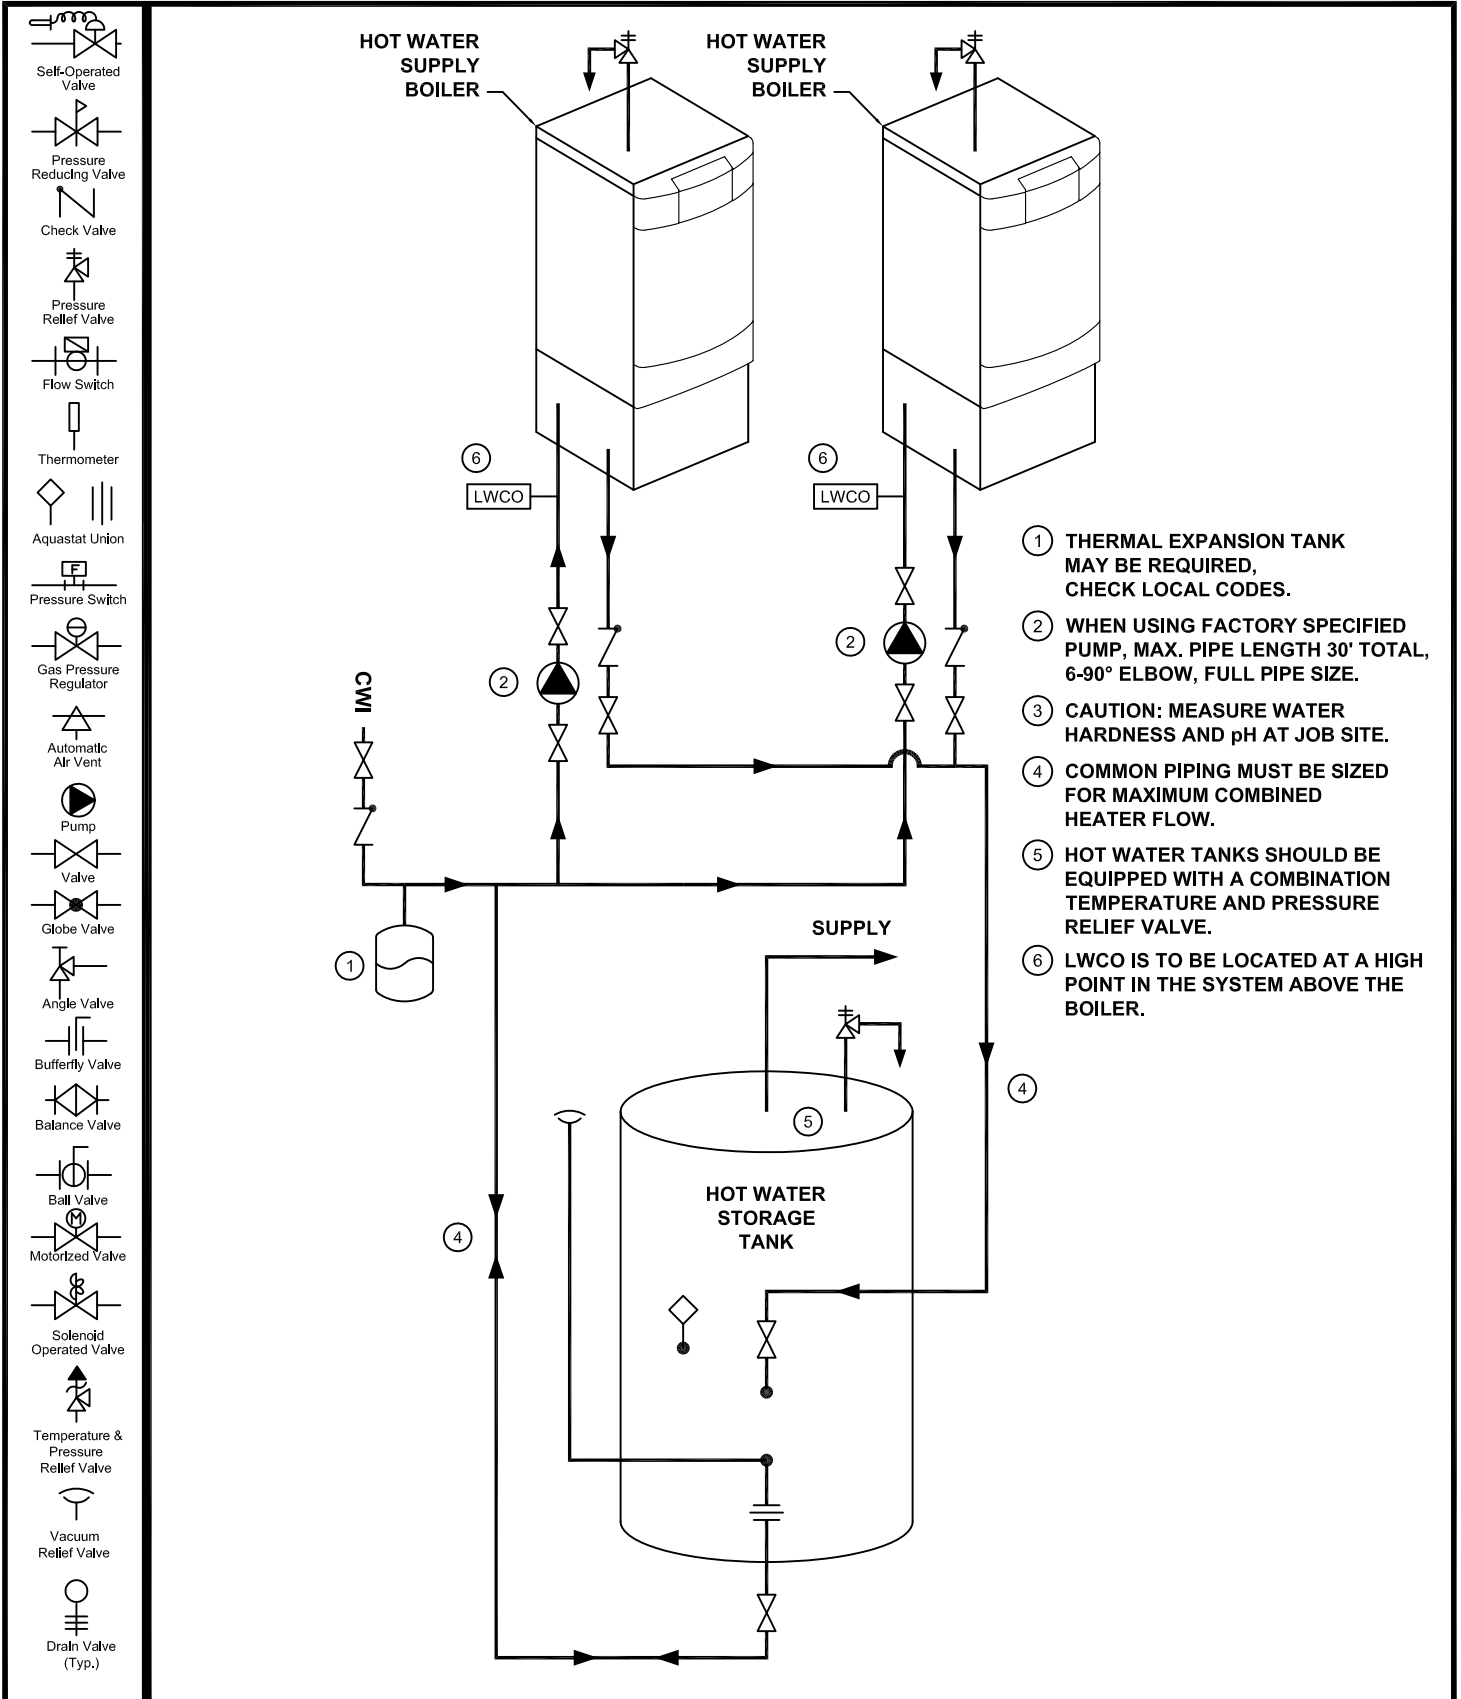 Self-Operated
Valve
Pressure
Reducing Valve
Check Valve
Pressure
Relief Valve
Flow Switch
Thermometer
Aquastat Union
F
Pressure Switch
Gas Pressure
Regulator
Automatic
Air Vent
Pump
Valve
Globe Valve
Angle Valve
Bufferfly Valve
Balance Valve
Ball Valve
M
Motorized Valve
Solenoid
Operated Valve
Temperature &
Pressure
Relief Valve
Vacuum
Relief Valve
Drain Valve
(Typ.)
HOT WATER
SUPPLY
BOILER
HOT WATER
SUPPLY
BOILER
6
LWCO
6
LWCO
2
2
CWI
1
SUPPLY
5
4
4
HOT WATER
STORAGE
TANK
1 THERMAL EXPANSION TANK
MAY BE REQUIRED,
CHECK LOCAL CODES.
2 WHEN USING FACTORY SPECIFIED
PUMP, MAX. PIPE LENGTH 30' TOTAL,
6-90° ELBOW, FULL PIPE SIZE.
3 CAUTION: MEASURE WATER
HARDNESS AND pH AT JOB SITE.
4 COMMON PIPING MUST BE SIZED
FOR MAXIMUM COMBINED
HEATER FLOW.
5 HOT WATER TANKS SHOULD BE
EQUIPPED WITH A COMBINATION
TEMPERATURE AND PRESSURE
RELIEF VALVE.
6 LWCO IS TO BE LOCATED AT A HIGH
POINT IN THE SYSTEM ABOVE THE
BOILER.